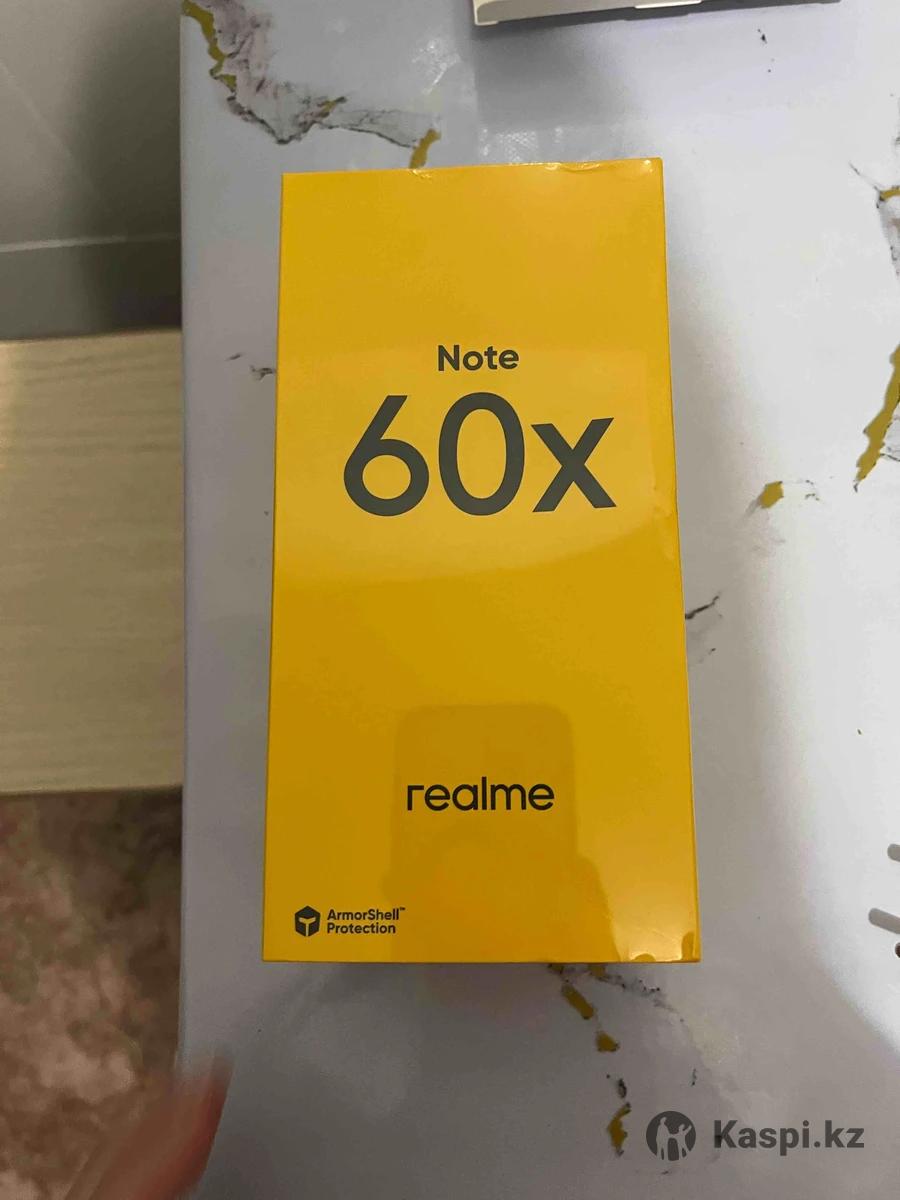 Note
60x
realme
ArmorShell™
Protection
Kaspi.kz